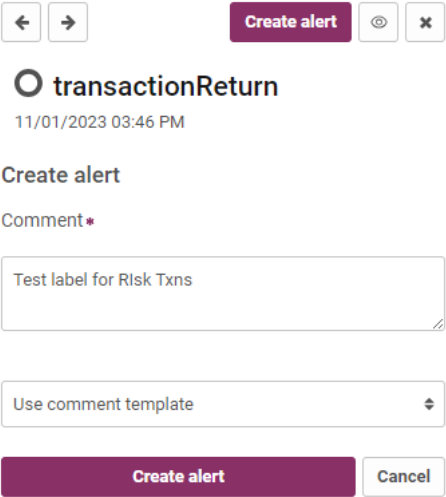 Create alert
transactionReturn
11/01/2023 03:46 PM
Create alert
Comment*
Test label for RIsk Txns
Use comment template
Create alert Cancel